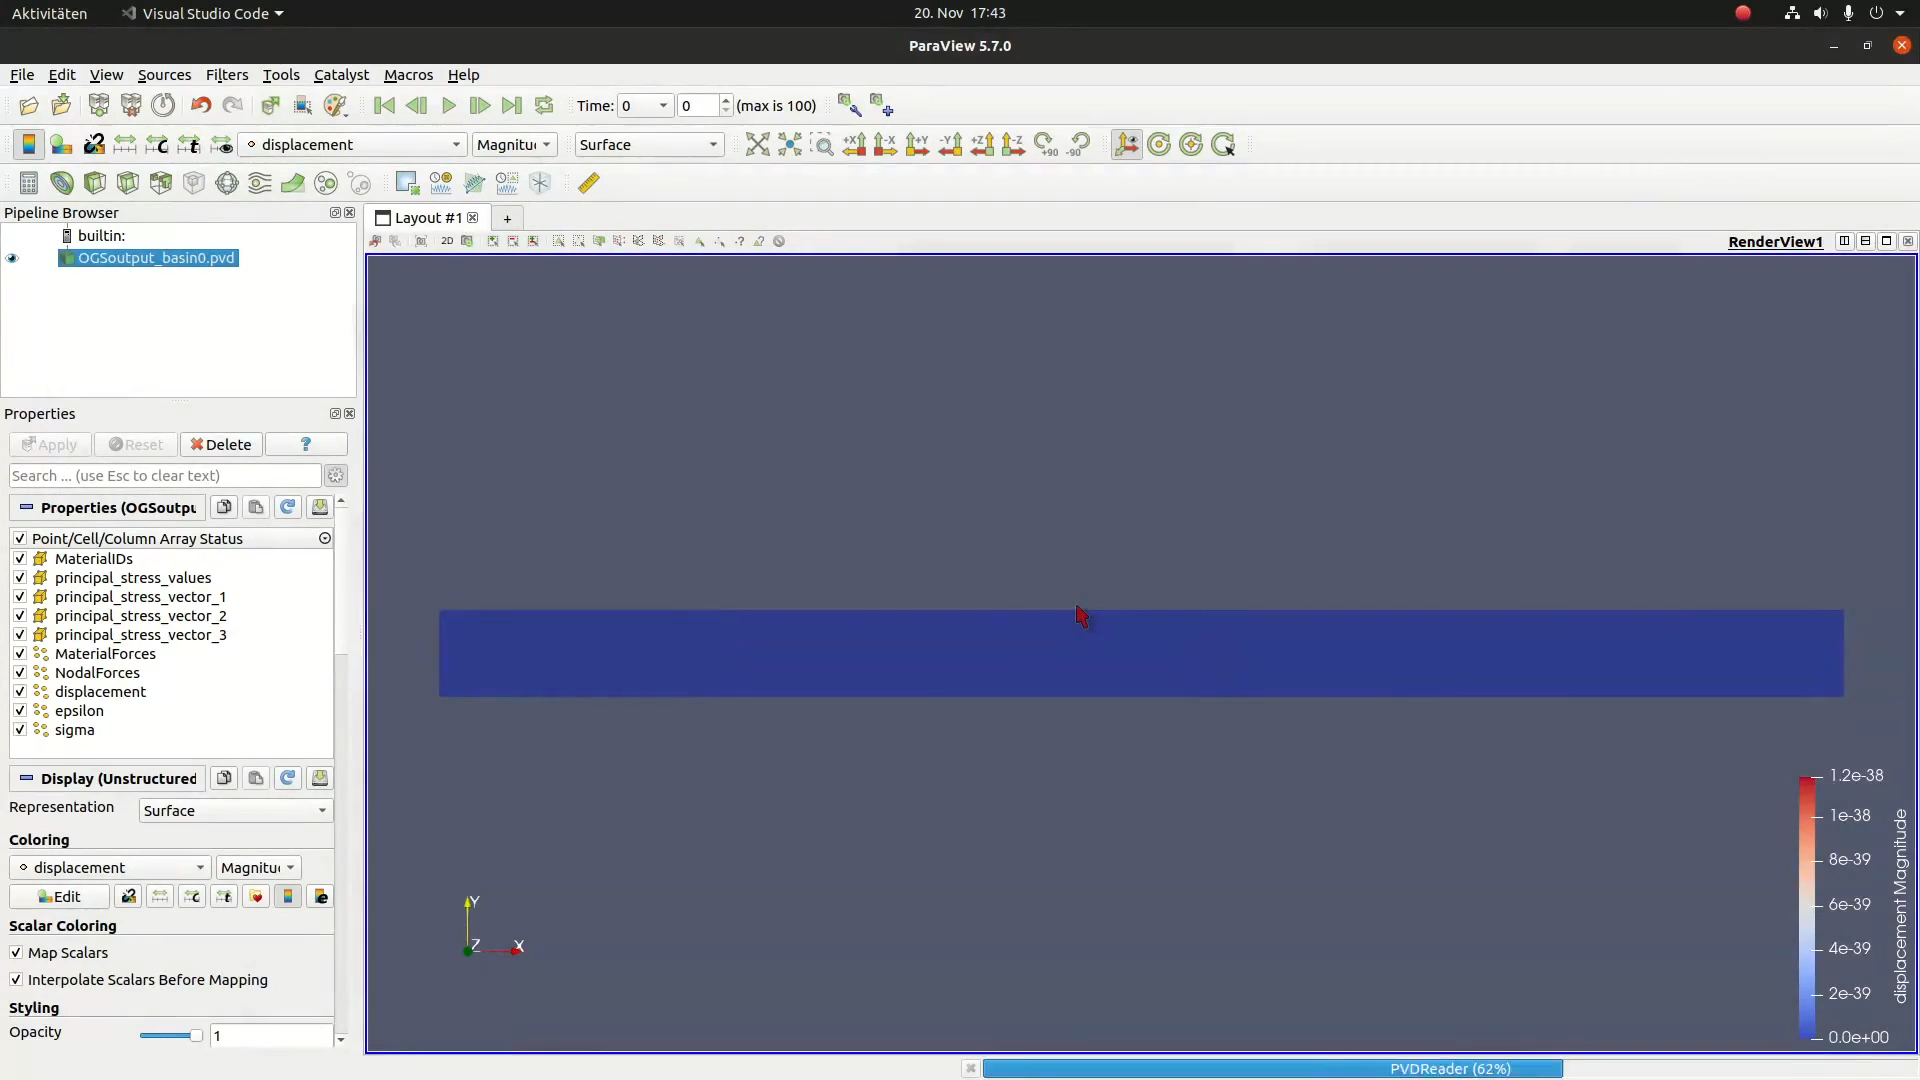 Aktivitäten
Visual Studio Code
20. Nov 17:43
ParaView 5.7.0
File Edit View Sources Filters Tools Catalyst Macros Help
Time: 0 0 (max is 100)
displacement Magnitu Surface
+X -X +Y -Y +Z -Z +90 -90
Pipeline Browser
builtin:
OGSoutput_basin0.pvd
Properties
Apply Reset Delete ?
Search ... (use Esc to clear text)
Properties (OGSoutpu
Point/Cell/Column Array Status
MaterialIDs
principal_stress_values
principal_stress_vector_1
principal_stress_vector_2
principal_stress_vector_3
MaterialForces
NodalForces
displacement
epsilon
sigma
Display (Unstructured
Representation Surface
Coloring
displacement Magnitu
Edit
Scalar Coloring
Map Scalars
Interpolate Scalars Before Mapping
Styling
Opacity 1
Layout #1 +
2D
RenderView1
Y
Z X
1.2e-38
1e-38
8e-39
6e-39
4e-39
2e-39
0.0e+00
displacement Magnitude
PVDReader (62%)